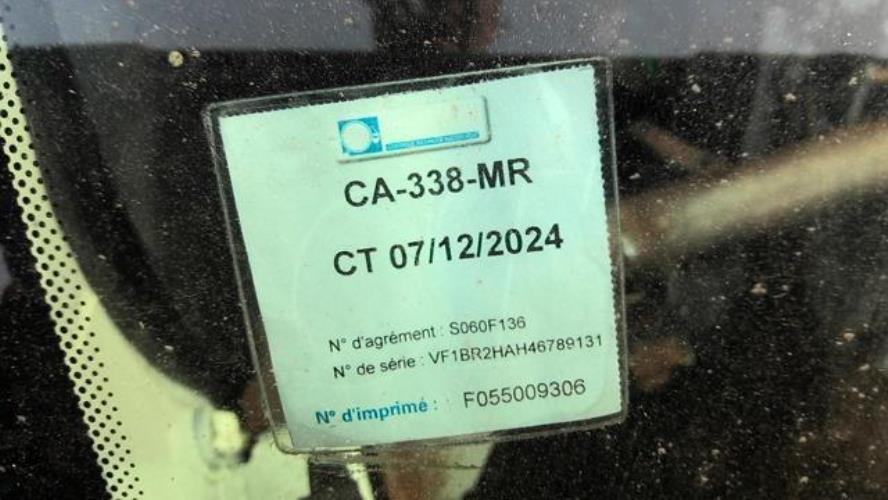 CA-338-MR
CT 07/12/2024
N° d'agrément : S060F136
N° de série : VF1BR2HAH46789131
N° d'imprimé : F055009306